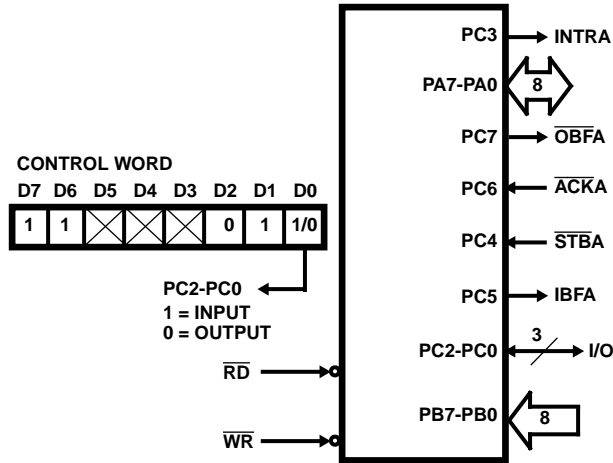 PC3 INTRA
PA7-PA0 8
PC7 OBFA
CONTROL WORD
D7 D6 D5 D4 D3 D2 D1 D0
1 1 0 1 1/0
PC6 ACKA
PC4 STBA
PC2-PC0
1 = INPUT
0 = OUTPUT
PC5 IBFA
PC2-PC0 3 I/O
RD
PB7-PB0 8
WR